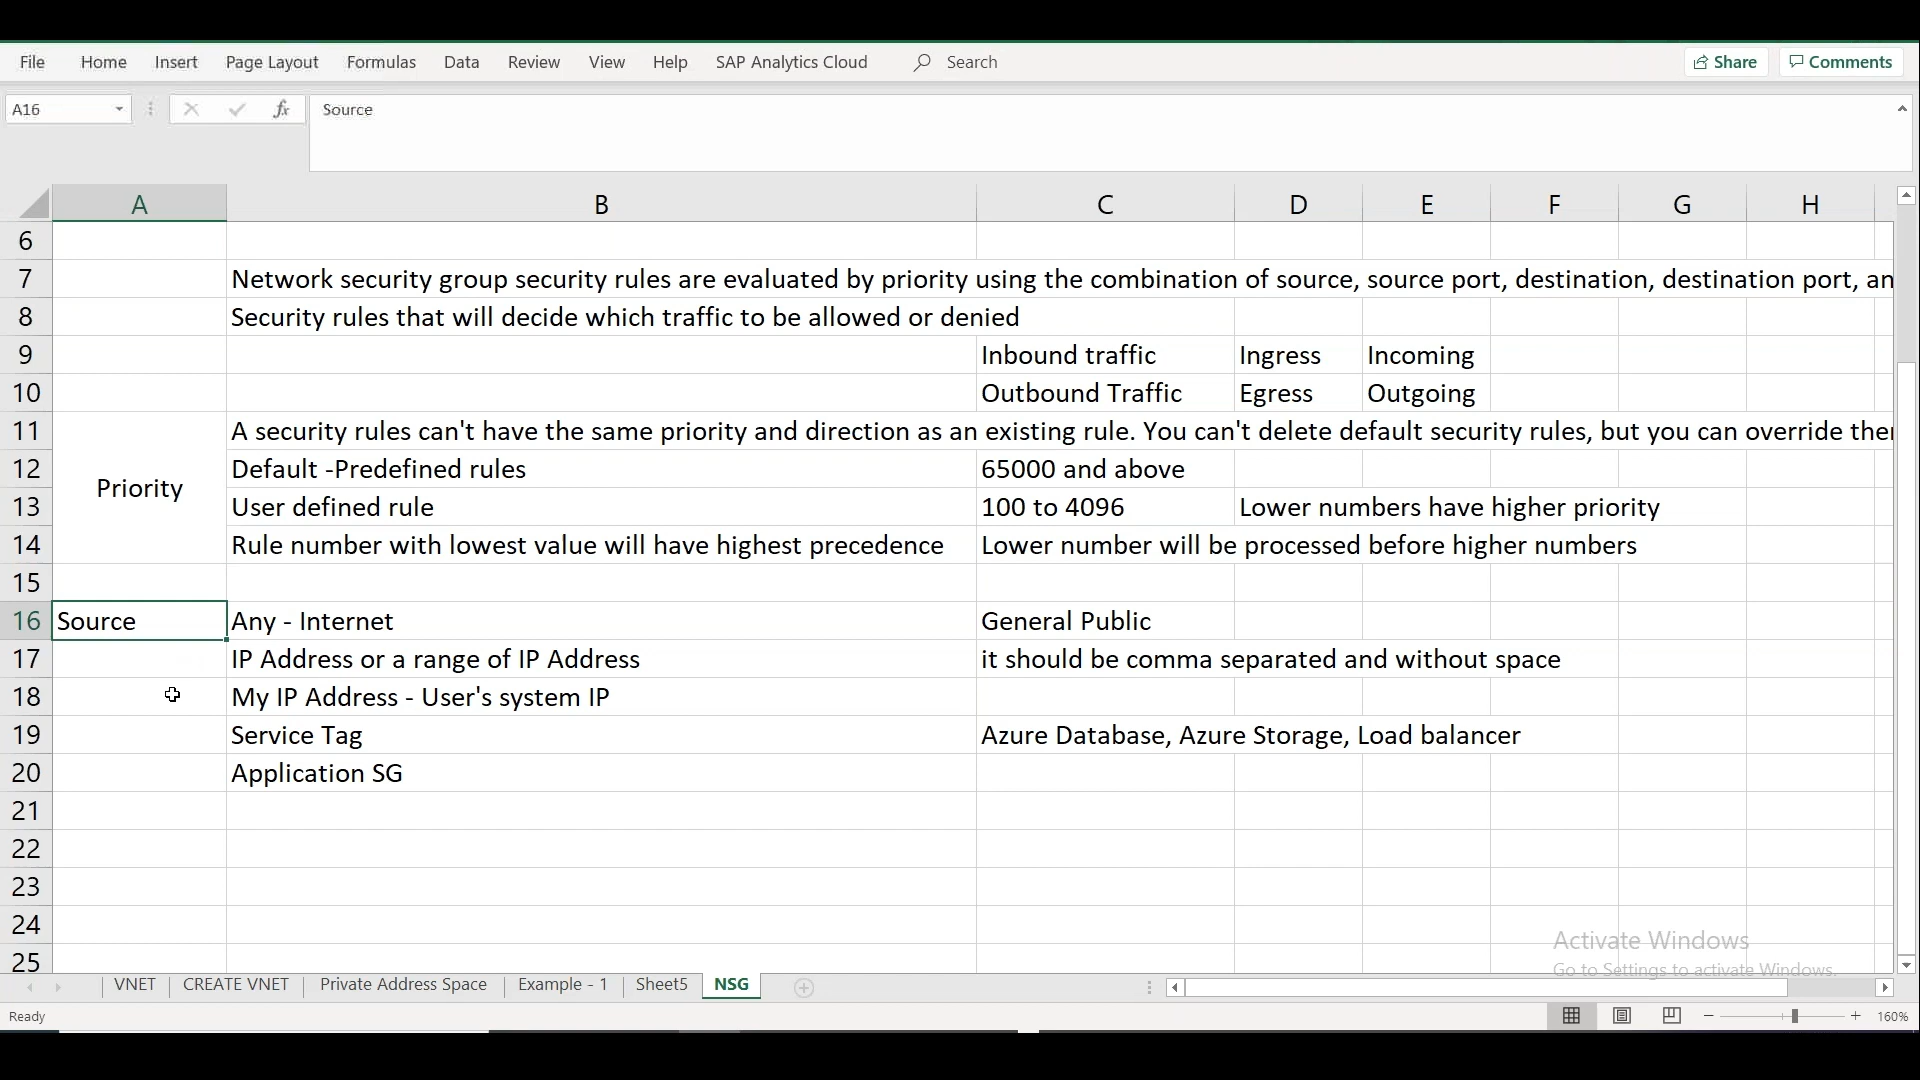 File Home Insert Page Layout Formulas Data Review View Help SAP Analytics Cloud Search Share Comments
A16 fx Source
A B C D E F G H
6
7 Network security group security rules are evaluated by priority using the combination of source, source port, destination, destination port, an
8 Security rules that will decide which traffic to be allowed or denied
9 Inbound traffic Ingress Incoming
10 Outbound Traffic Egress Outgoing
11 A security rules can't have the same priority and direction as an existing rule. You can't delete default security rules, but you can override the
12 Default -Predefined rules 65000 and above
Priority
13 User defined rule 100 to 4096 Lower numbers have higher priority
14 Rule number with lowest value will have highest precedence Lower number will be processed before higher numbers
15
16 Source Any - Internet General Public
17 IP Address or a range of IP Address it should be comma separated and without space
18 My IP Address - User's system IP
19 Service Tag Azure Database, Azure Storage, Load balancer
20 Application SG
21
22
23
24
25
Activate Windows
Go to Settings to activate Windows.
VNET CREATE VNET Private Address Space Example - 1 Sheet5 NSG
Ready 160%